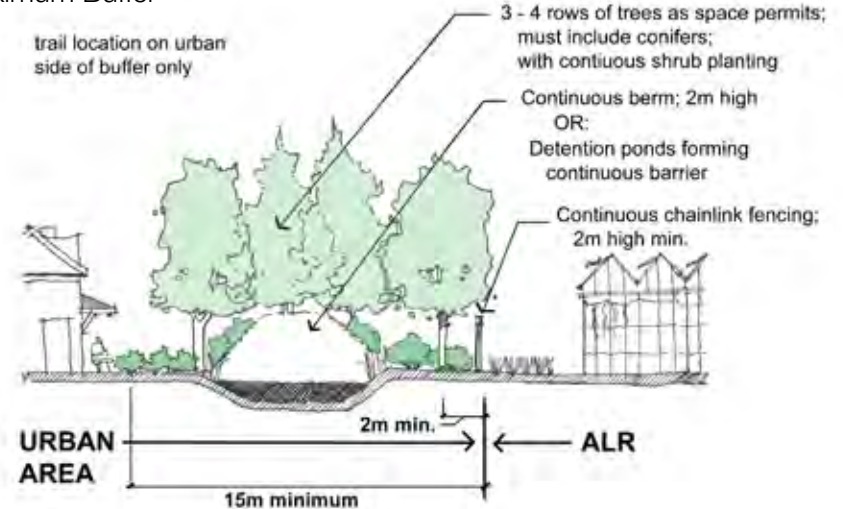 trail location on urban
side of buffer only
3 - 4 rows of trees as space permits;
must include conifers;
with contiuous shrub planting
Continuous berm; 2m high
OR:
Detention ponds forming
continuous barrier
Continuous chainlink fencing;
2m high min.
2m min.
URBAN
AREA
ALR
15m minimum